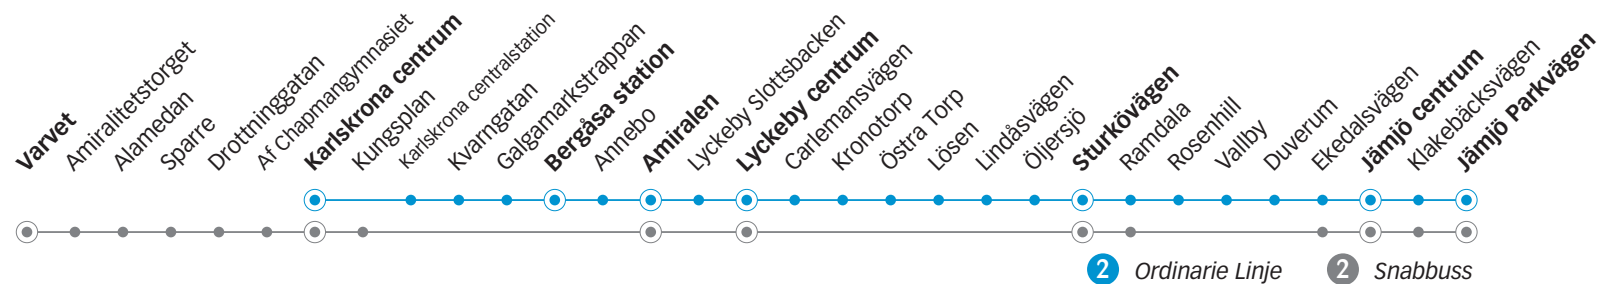 Varvet
Amiralitetstorget
Alamedan
Sparre
Drottninggatan
Af Chapmangymnasiet
Karlskrona centrum
Kungsplan
Karlskrona centralstation
Kvarngatan
Galgamarkstrappan
Bergåsa station
Annebo
Amiralen
Lyckeby Slottsbacken
Lyckeby centrum
Carlemansvägen
Kronotorp
Östra Torp
Lösen
Lindåsvägen
Öljersjö
Sturkövägen
Ramdala
Rosenhill
Vallby
Duverum
Ekedalsvägen
Jämjö centrum
Klakebäcksvägen
Jämjö Parkvägen
2 Ordinarie Linje
2 Snabbuss